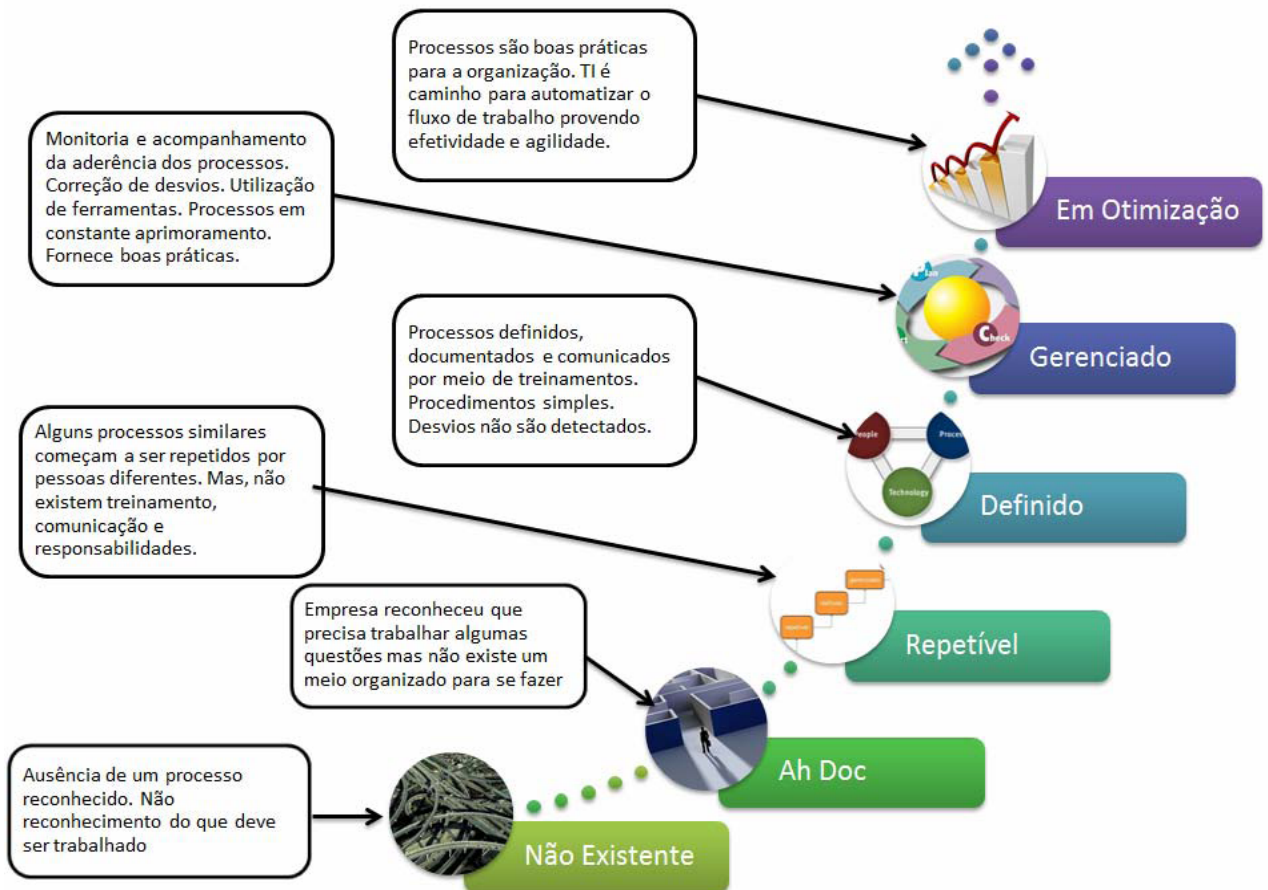 Processos são boas práticas
para a organização. TI é
caminho para automatizar o
fluxo de trabalho provendo
efetividade e agilidade.
Em Otimização
Monitoria e acompanhamento
da aderência dos processos.
Correção de desvios. Utilização
de ferramentas. Processos em
constante aprimoramento.
Fornece boas práticas.
Check
Gerenciado
Processos definidos,
documentados e comunicados
por meio de treinamentos.
Procedimentos simples.
Desvios não são detectados.
Technology
Definido
Alguns processos similares
começam a ser repetidos por
pessoas diferentes. Mas, não
existem treinamento,
comunicação e
responsabilidades.
Repetível
Empresa reconheceu que
precisa trabalhar algumas
questões mas não existe um
meio organizado para se fazer
Ah Doc
Ausência de um processo
reconhecido. Não
reconhecimento do que deve
ser trabalhado
Não Existente